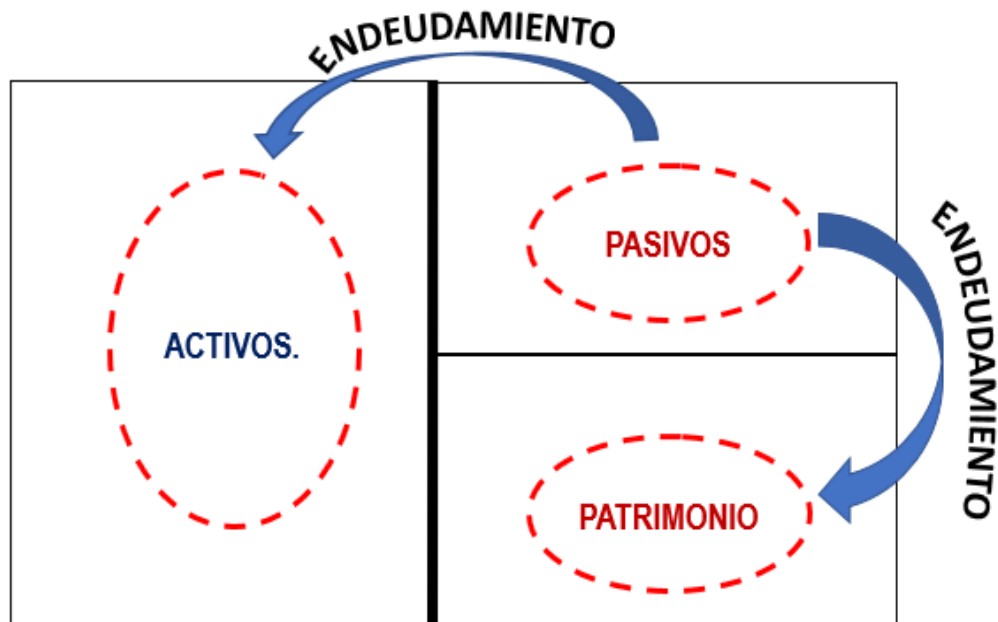 ENDEUDAMIENTO
PASIVOS
ENDEUDAMIENTO
ACTIVOS.
PATRIMONIO